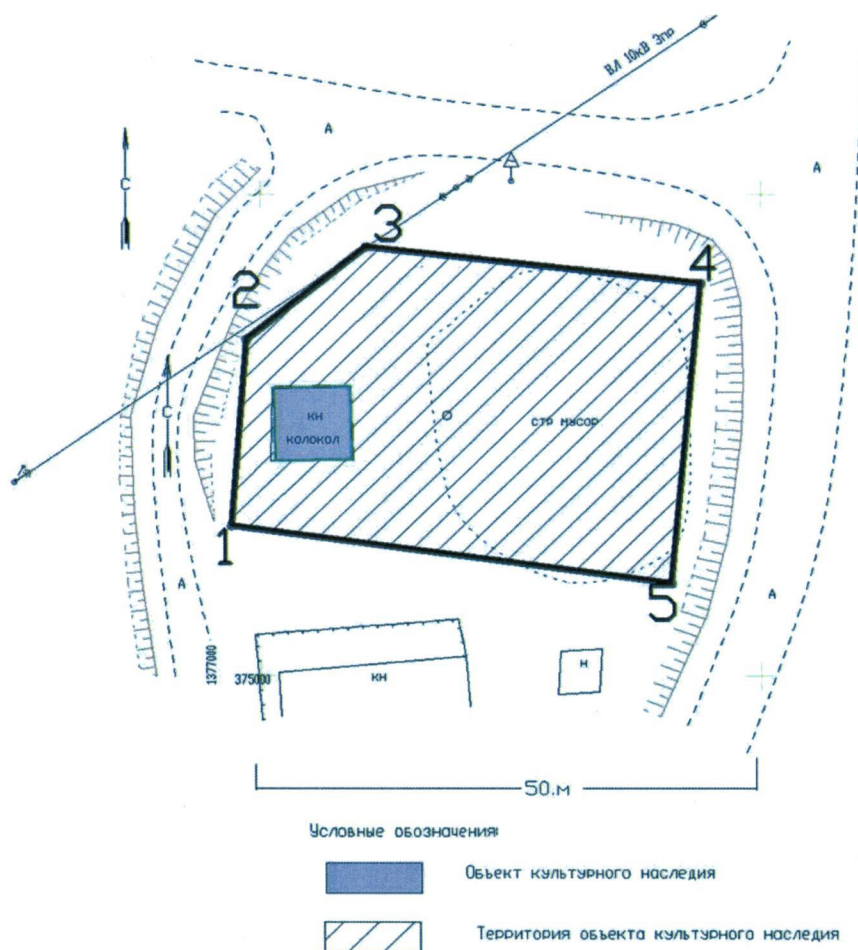 ВЛ 10кВ 3пр
А
А
С
3
4
2
С
КН
КОЛОКОЛ
СТР МУСОР
1
А
5
А
1377000
375000
КН
Н
50.м
Условные обозначения:
Объект культурного наследия
Территория объекта культурного наследия